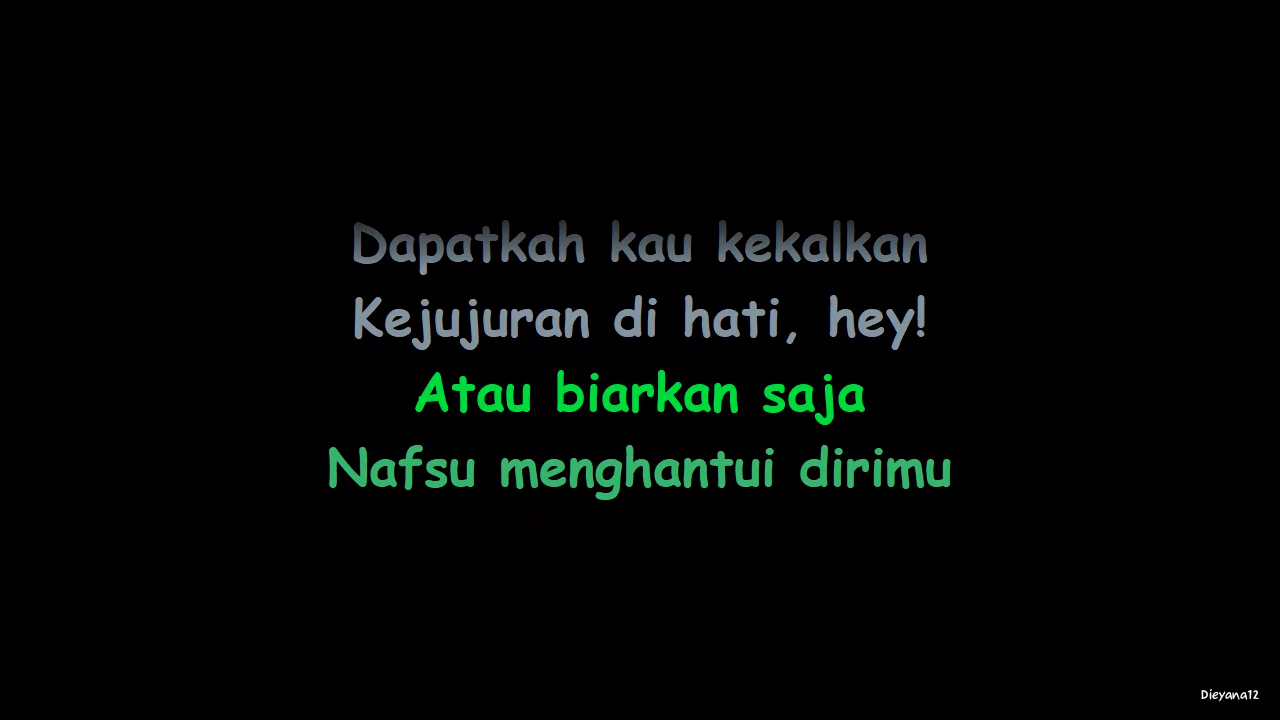 Dapatkah kau kekalkan
Kejujuran di hati, hey!
Atau biarkan saja
Nafsu menghantui dirimu
Dieyana12